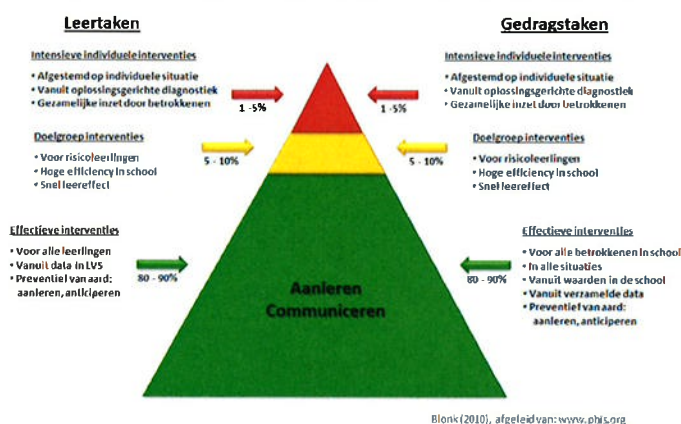 Leertaken
Intensieve individuele interventies
• Afgestemd op individuele situatie
• Vanuit oplossingsgerichte diagnostiek
• Gezamelijke inzet door betrokkenen
1 -5%
Doelgroep interventies
• Voor risicoleerlingen
• Hoge efficiency in school
• Snel leereffect
5 - 10%
Effectieve interventies
• Voor alle leerlingen
• Vanuit data in LVS
• Preventief van aard:
aanleren, anticiperen
80 - 90%
Aanleren
Communiceren
Gedragstaken
Intensieve individuele interventies
• Afgestemd op individuele situatie
• Vanuit oplossingsgerichte diagnostiek
• Gezamelijke inzet door betrokkenen
1 -5%
Doelgroep interventies
• Voor risicoleerlingen
• Hoge efficiency in school
• Snel leereffect
5 - 10%
Effectieve interventies
• Voor alle betrokkenen in school
• In alle situaties
• Vanuit waarden in de school
• Vanuit verzamelde data
• Preventief van aard:
aanleren, anticiperen
80 - 90%
Blonk (2010), afgeleid van: www.pbis.org